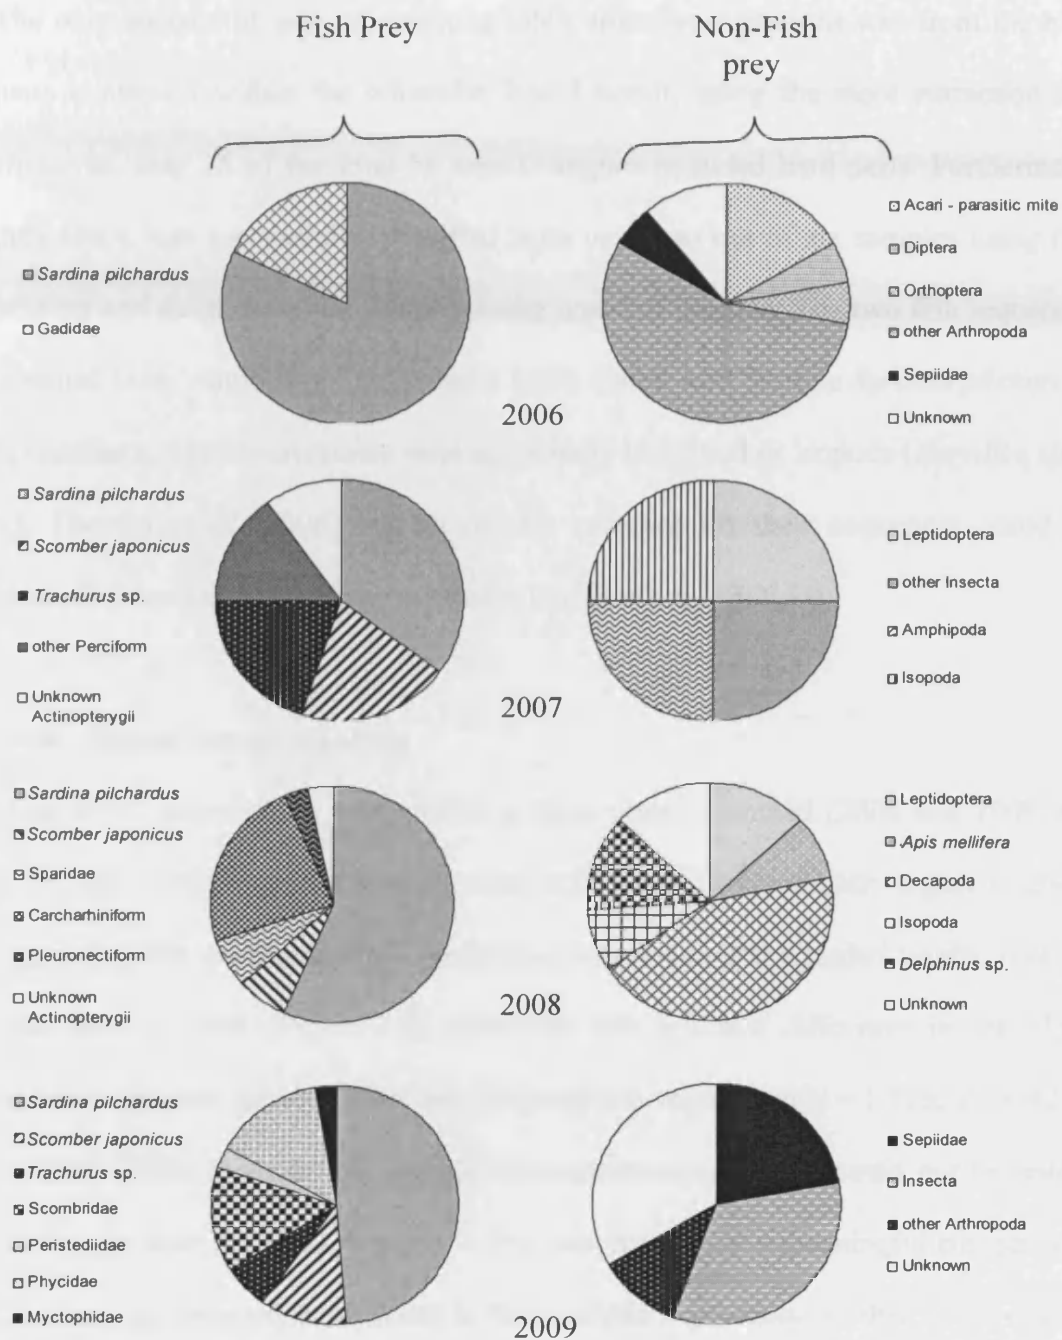 Fish Prey
Non-Fish
prey
Sardina pilchardus
Gadidae
Acari - parasitic mite
Diptera
Orthoptera
other Arthropoda
Sepiidae
Unknown
2006
Sardina pilchardus
Scomber japonicus
Trachurus sp.
other Perciform
Unknown
Actinopterygii
Leptidoptera
other Insecta
Amphipoda
Isopoda
2007
Sardina pilchardus
Scomber japonicus
Sparidae
Carcharhiniform
Pleuronectiform
Unknown
Actinopterygii
Leptidoptera
Apis mellifera
Decapoda
Isopoda
Delphinus sp.
Unknown
2008
Sardina pilchardus
Scomber japonicus
Trachurus sp.
Scombridae
Peristediidae
Phycidae
Myctophidae
Sepiidae
Insecta
other Arthropoda
Unknown
2009